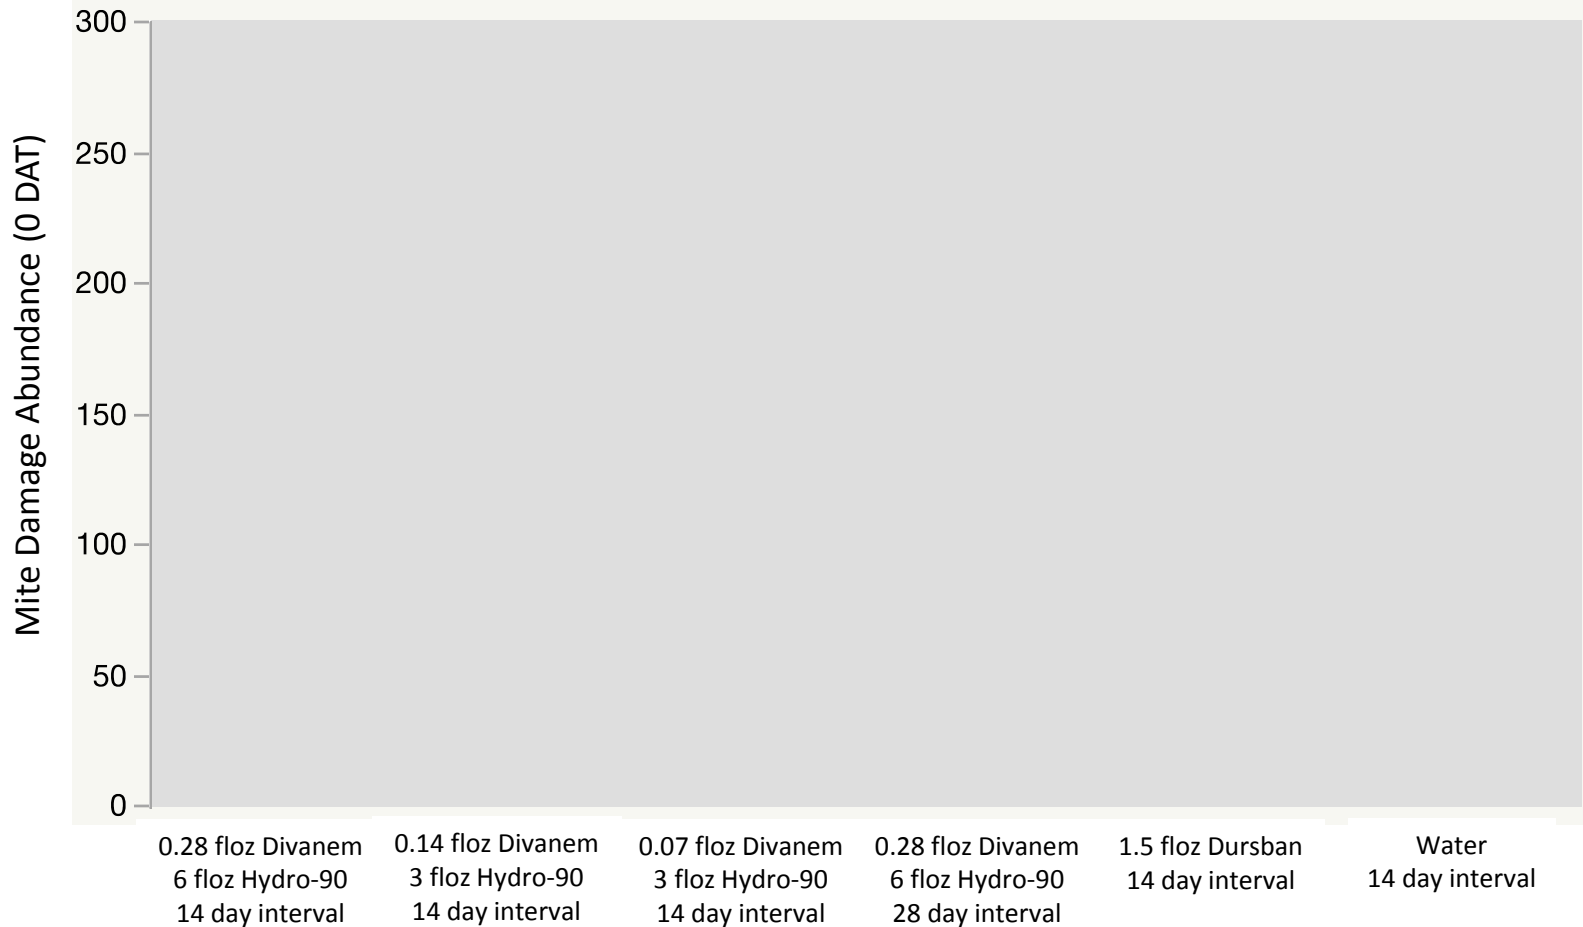 Mite Damage Abundance (0 DAT)
300
250
200
150
100
50
0
0.28 floz Divanem
6 floz Hydro-90
14 day interval
0.14 floz Divanem
3 floz Hydro-90
14 day interval
0.07 floz Divanem
3 floz Hydro-90
14 day interval
0.28 floz Divanem
6 floz Hydro-90
28 day interval
1.5 floz Dursban
14 day interval
Water
14 day interval